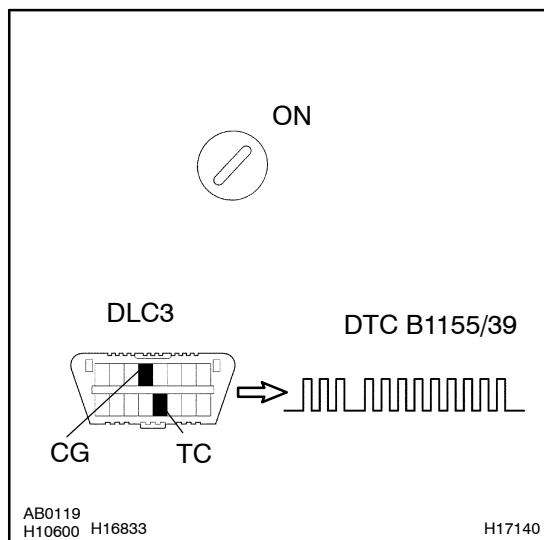 ON
DLC3
DTC B1155/39
CG
TC
AB0119
H10600 H16833
H17140